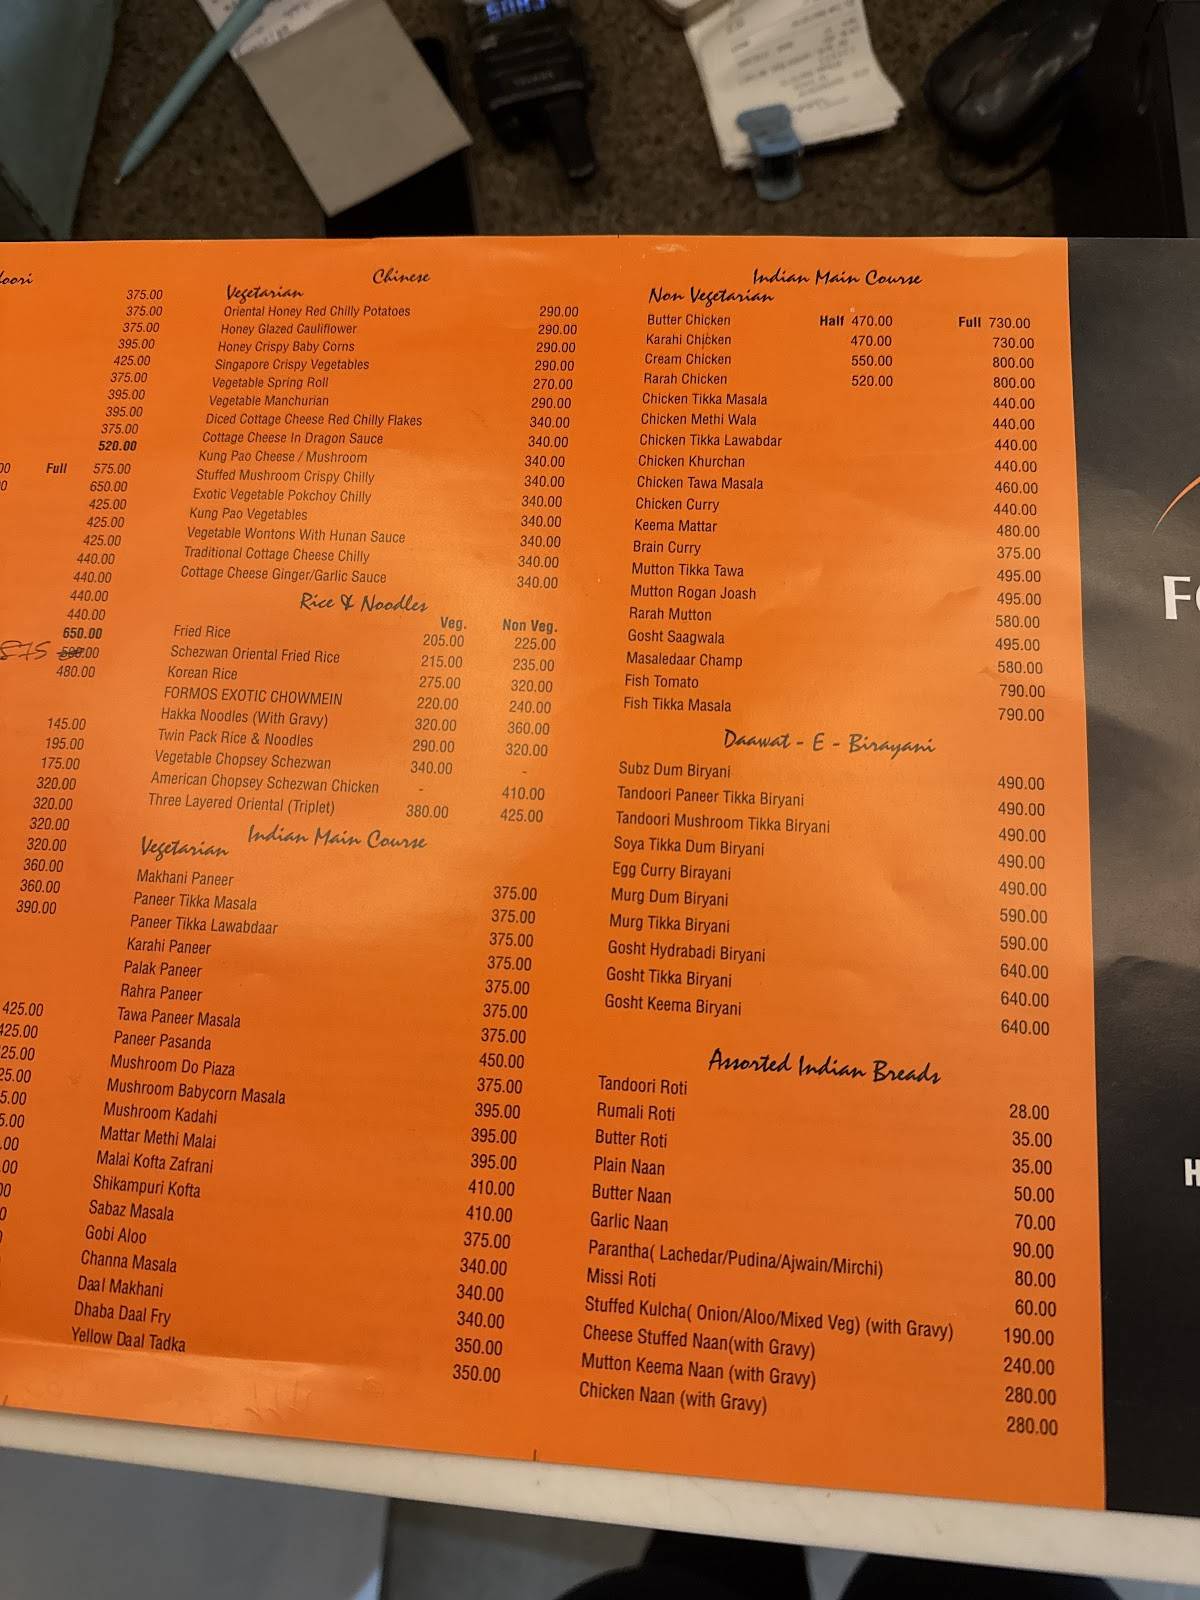 oori
375.00
375.00
375.00
395.00
425.00
375.00
395.00
395.00
375.00
520.00
00 Full 575.00
650.00
425.00
425.00
425.00
440.00
440.00
440.00
440.00
650.00
875
480.00
145.00
195.00
175.00
320.00
320.00
320.00
320.00
360.00
360.00
390.00
425.00
425.00
25.00
25.00
5.00
5.00
.00
.00
00
0
Chinese
Vegetarian
Oriental Honey Red Chilly Potatoes 290.00
Honey Glazed Cauliflower 290.00
Honey Crispy Baby Corns 290.00
Singapore Crispy Vegetables 290.00
Vegetable Spring Roll 270.00
Vegetable Manchurian 290.00
Diced Cottage Cheese Red Chilly Flakes 340.00
Cottage Cheese In Dragon Sauce 340.00
Kung Pao Cheese / Mushroom 340.00
Stuffed Mushroom Crispy Chilly 340.00
Exotic Vegetable Pokchoy Chilly 340.00
Kung Pao Vegetables 340.00
Vegetable Wontons With Hunan Sauce 340.00
Traditional Cottage Cheese Chilly 340.00
Cottage Cheese Ginger/Garlic Sauce 340.00
Rice & Noodles
Veg. Non Veg.
Fried Rice 205.00 225.00
Schezwan Oriental Fried Rice 215.00 235.00
Korean Rice 275.00 320.00
FORMOS EXOTIC CHOWMEIN 220.00 240.00
Hakka Noodles (With Gravy) 320.00 360.00
Twin Pack Rice & Noodles 290.00 320.00
Vegetable Chopsey Schezwan 340.00 -
American Chopsey Schezwan Chicken - 410.00
Three Layered Oriental (Triplet) 380.00 425.00
Indian Main Course
Vegetarian
Makhani Paneer 375.00
Paneer Tikka Masala 375.00
Paneer Tikka Lawabdaar 375.00
Karahi Paneer 375.00
Palak Paneer 375.00
Rahra Paneer 375.00
Tawa Paneer Masala 375.00
Paneer Pasanda 450.00
Mushroom Do Piaza 375.00
Mushroom Babycorn Masala 395.00
Mushroom Kadahi 395.00
Mattar Methi Malai 395.00
Malai Kofta Zafrani 410.00
Shikampuri Kofta 410.00
Sabaz Masala 375.00
Gobi Aloo 340.00
Channa Masala 340.00
Daal Makhani 340.00
Dhaba Daal Fry 350.00
Yellow Daal Tadka 350.00
Indian Main Course
Non Vegetarian
Butter Chicken Half 470.00 Full 730.00
Karahi Chicken 470.00 730.00
Cream Chicken 550.00 800.00
Rarah Chicken 520.00 800.00
Chicken Tikka Masala 440.00
Chicken Methi Wala 440.00
Chicken Tikka Lawabdar 440.00
Chicken Khurchan 440.00
Chicken Tawa Masala 460.00
Chicken Curry 440.00
Keema Mattar 480.00
Brain Curry 375.00
Mutton Tikka Tawa 495.00
Mutton Rogan Joash 495.00
Rarah Mutton 580.00
Gosht Saagwala 495.00
Masaledaar Champ 580.00
Fish Tomato 790.00
Fish Tikka Masala 790.00
Daawat - E - Birayani
Subz Dum Biryani 490.00
Tandoori Paneer Tikka Biryani 490.00
Tandoori Mushroom Tikka Biryani 490.00
Soya Tikka Dum Biryani 490.00
Egg Curry Birayani 490.00
Murg Dum Biryani 590.00
Murg Tikka Biryani 590.00
Gosht Hydrabadi Biryani 640.00
Gosht Tikka Biryani 640.00
Gosht Keema Biryani 640.00
Assorted Indian Breads
Tandoori Roti 28.00
Rumali Roti 35.00
Butter Roti 35.00
Plain Naan 50.00
Butter Naan 70.00
Garlic Naan 90.00
Parantha( Lachedar/Pudina/Ajwain/Mirchi) 80.00
Missi Roti 60.00
Stuffed Kulcha( Onion/Aloo/Mixed Veg) (with Gravy) 190.00
Cheese Stuffed Naan(with Gravy) 240.00
Mutton Keema Naan (with Gravy) 280.00
Chicken Naan (with Gravy) 280.00
F
H